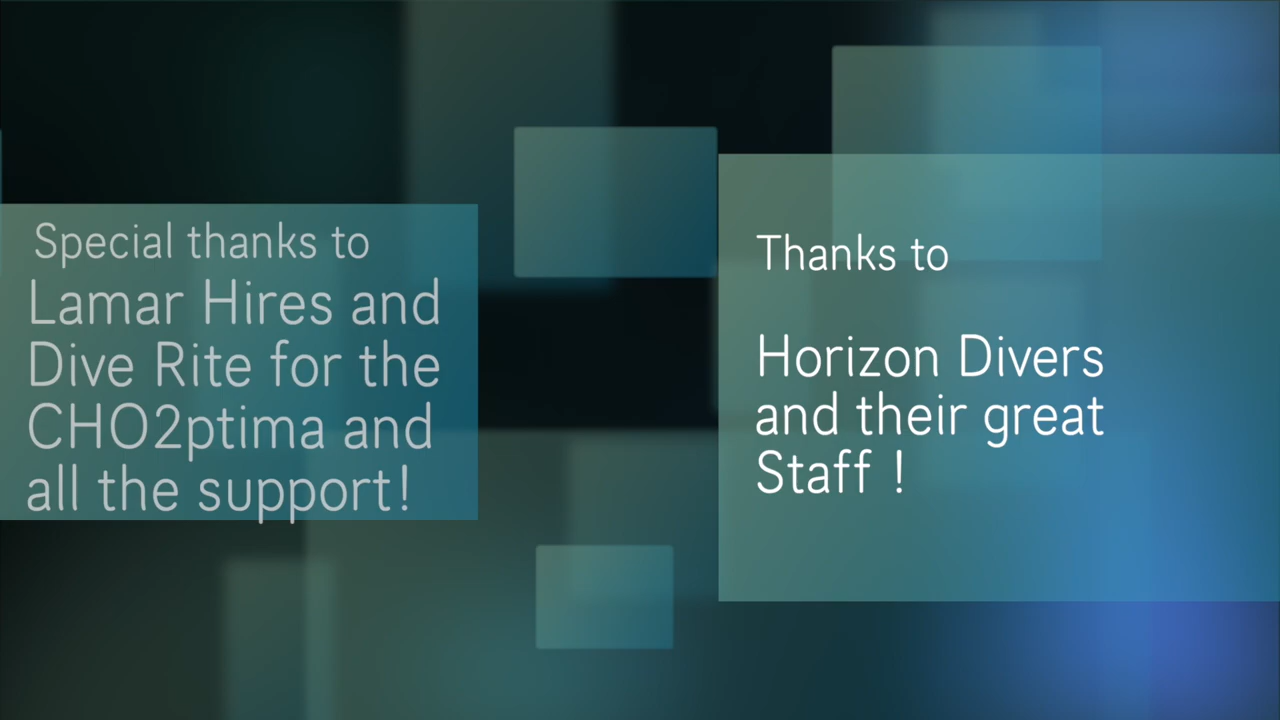 Special thanks to
Lamar Hires and
Dive Rite for the
CHO2ptima and
all the support!
Thanks to
Horizon Divers
and their great
Staff !